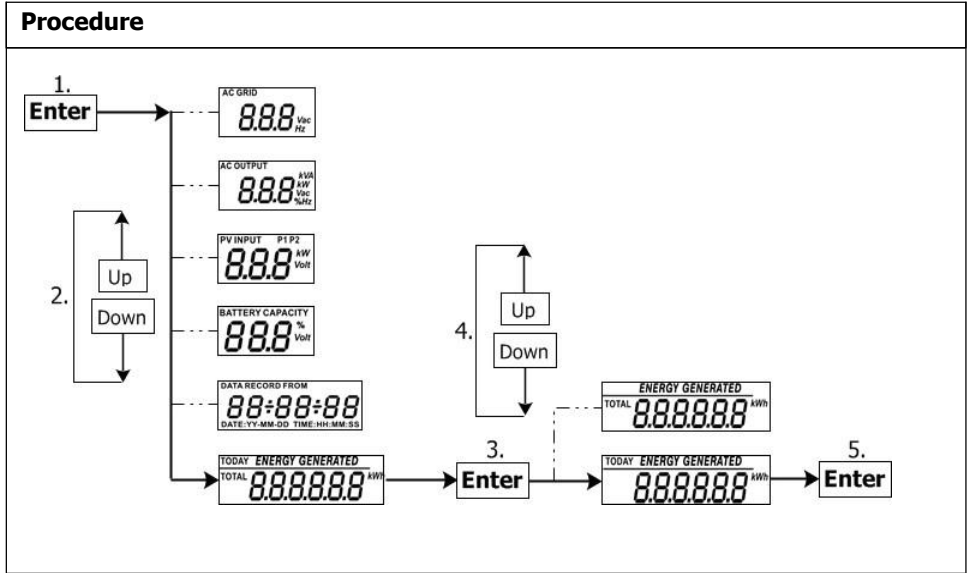 Procedure
1.
Enter
AC GRID
8.8.8 Vac
Hz
AC OUTPUT
8.8.8 kVA
kW
Vac
%Hz
PV INPUT P1 P2
8.8.8 kW
Volt
2.
Up
Down
BATTERY CAPACITY
88.8 %
Volt
DATA RECORD FROM
88:88:88
DATE:YY-MM-DD TIME:HH:MM:SS
TODAY ENERGY GENERATED
TOTAL 8.8.8.8.8.8 kWh
3.
Enter
4.
Up
Down
ENERGY GENERATED
TOTAL 8.8.8.8.8.8 kWh
TODAY ENERGY GENERATED
TOTAL 8.8.8.8.8.8 kWh
5.
Enter